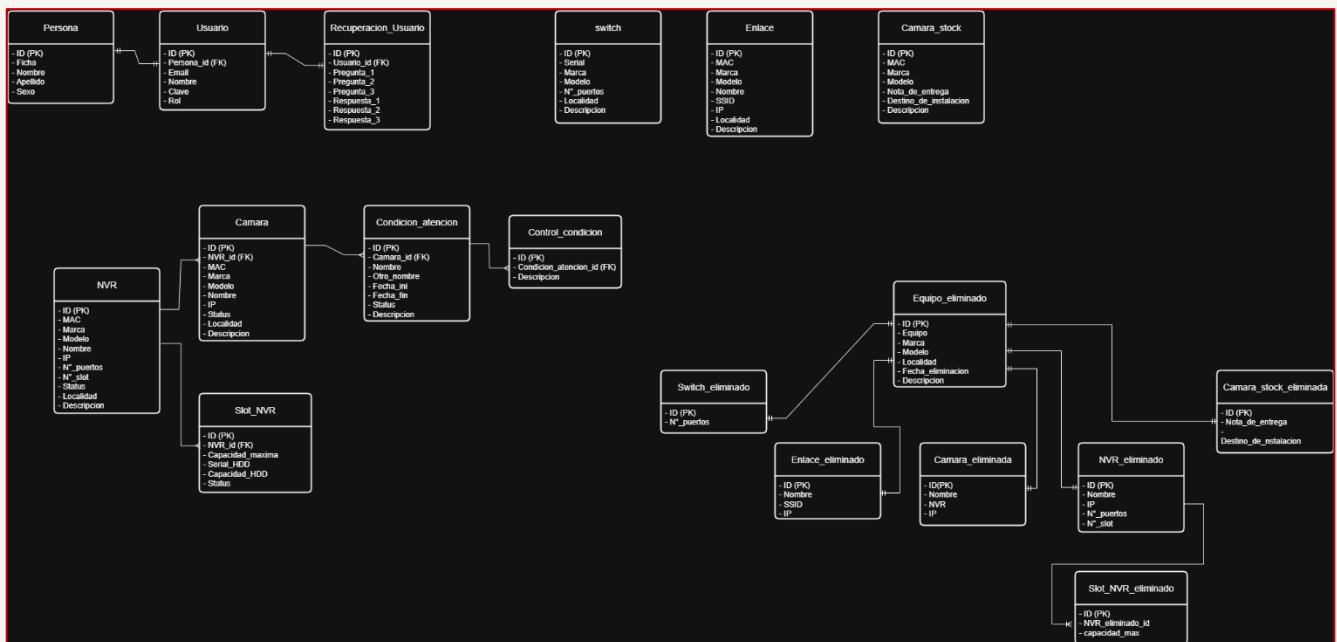 Persona
- ID (PK)
- Ficha
- Nombre
- Apellido
- Sexo
Usuario
- ID (PK)
- Persona_id (FK)
- Email
- Nombre
- Clave
- Rol
Recuperacion_Usuario
- ID (PK)
- Usuario_id (FK)
- Pregunta_1
- Pregunta_2
- Pregunta_3
- Respuesta_1
- Respuesta_2
- Respuesta_3
switch
- ID (PK)
- Serial
- Marca
- Modelo
- N°_puertos
- Localidad
- Descripcion
Enlace
- ID (PK)
- MAC
- Marca
- Modelo
- Nombre
- SSID
- IP
- Localidad
- Descripcion
Camara_stock
- ID (PK)
- MAC
- Marca
- Modelo
- Nota_de_entrega
- Destino_de_instalacion
- Descripcion
NVR
- ID (PK)
- MAC
- Marca
- Modelo
- Nombre
- IP
- N°_puertos
- N°_slot
- Status
- Localidad
- Descripcion
Camara
- ID (PK)
- NVR_id (FK)
- MAC
- Marca
- Modelo
- Nombre
- IP
- Status
- Localidad
- Descripcion
Condicion_atencion
- ID (PK)
- Camara_id (FK)
- Nombre
- Otro_nombre
- Fecha_ini
- Fecha_fin
- Status
- Descripcion
Control_condicion
- ID (PK)
- Condicion_atencion_id (FK)
- Descripcion
Slot_NVR
- ID (PK)
- NVR_id (FK)
- Capacidad_maxima
- Serial_HDD
- Capacidad_HDD
- Status
Equipo_eliminado
- ID (PK)
- Equipo
- Marca
- Modelo
- Localidad
- Fecha_eliminacion
- Descripcion
Switch_eliminado
- ID (PK)
- N°_puertos
Camara_stock_eliminada
- ID (PK)
- Nota_de_entrega
-
Destino_de_nstalacion
Enlace_eliminado
- ID (PK)
- Nombre
- SSID
- IP
Camara_eliminada
- ID(PK)
- Nombre
- NVR
- IP
NVR_eliminado
- ID (PK)
- Nombre
- IP
- N°_puertos
- N°_slot
Slot_NVR_eliminado
- ID (PK)
- NVR_eliminado_id
- capacidad_max